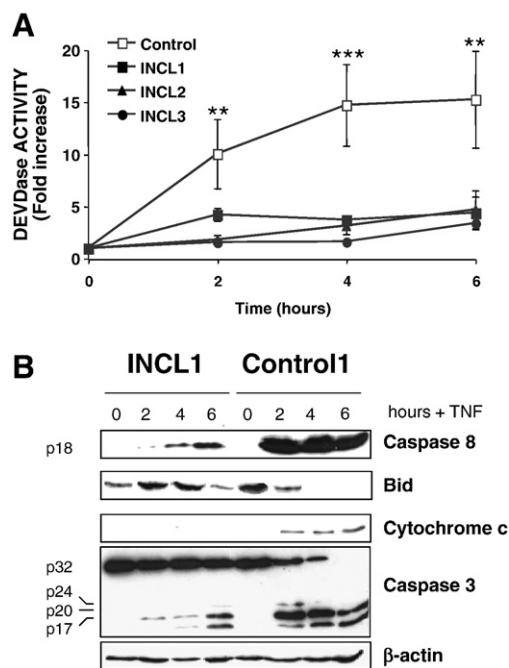 A
DEVDase ACTIVITY
(Fold increase)
20
15
10
5
0
Control
INCL1
INCL2
INCL3
**
***
**
0 2 4 6
Time (hours)
B
INCL1 Control1
0 2 4 6 0 2 4 6 hours + TNF
p18 Caspase 8
Bid
Cytochrome c
p32
Caspase 3
p24
p20
p17
β-actin